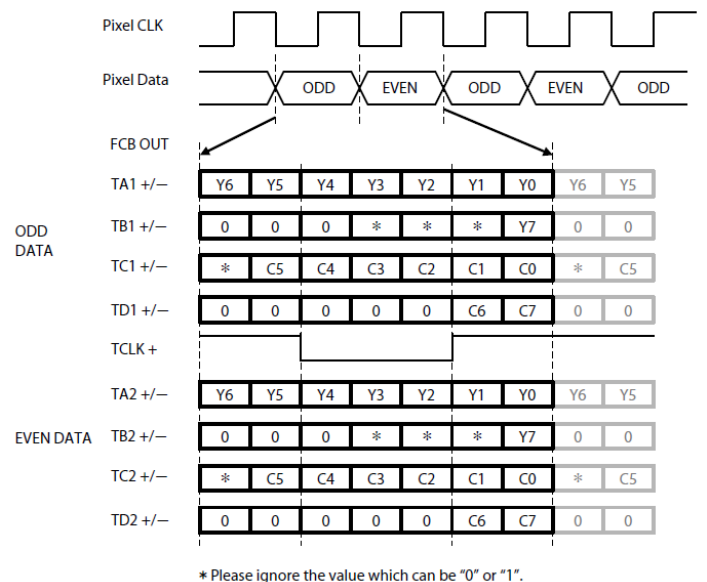 Pixel CLK
Pixel Data ODD EVEN ODD EVEN ODD
FCB OUT
TA1 +/− Y6 Y5 Y4 Y3 Y2 Y1 Y0 Y6 Y5
TB1 +/− 0 0 0 * * * Y7 0 0
ODD
DATA
TC1 +/− * C5 C4 C3 C2 C1 C0 * C5
TD1 +/− 0 0 0 0 0 C6 C7 0 0
TCLK +
TA2 +/− Y6 Y5 Y4 Y3 Y2 Y1 Y0 Y6 Y5
EVEN DATA TB2 +/− 0 0 0 * * * Y7 0 0
TC2 +/− * C5 C4 C3 C2 C1 C0 * C5
TD2 +/− 0 0 0 0 0 C6 C7 0 0
* Please ignore the value which can be “0” or “1”.